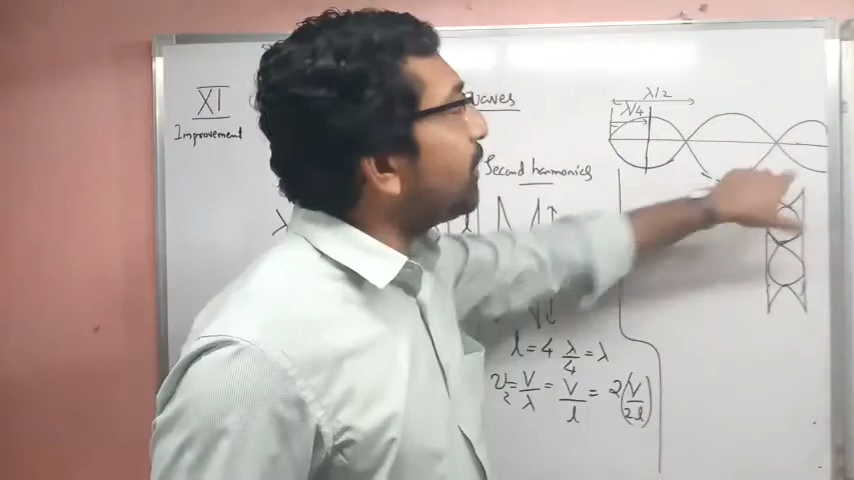 XI
Improvement
waves
Second harmonics
λ/2
λ/4
λ
l = 4 λ/4 = λ
ν₂ = V/λ = V/l = 2(V/2l)